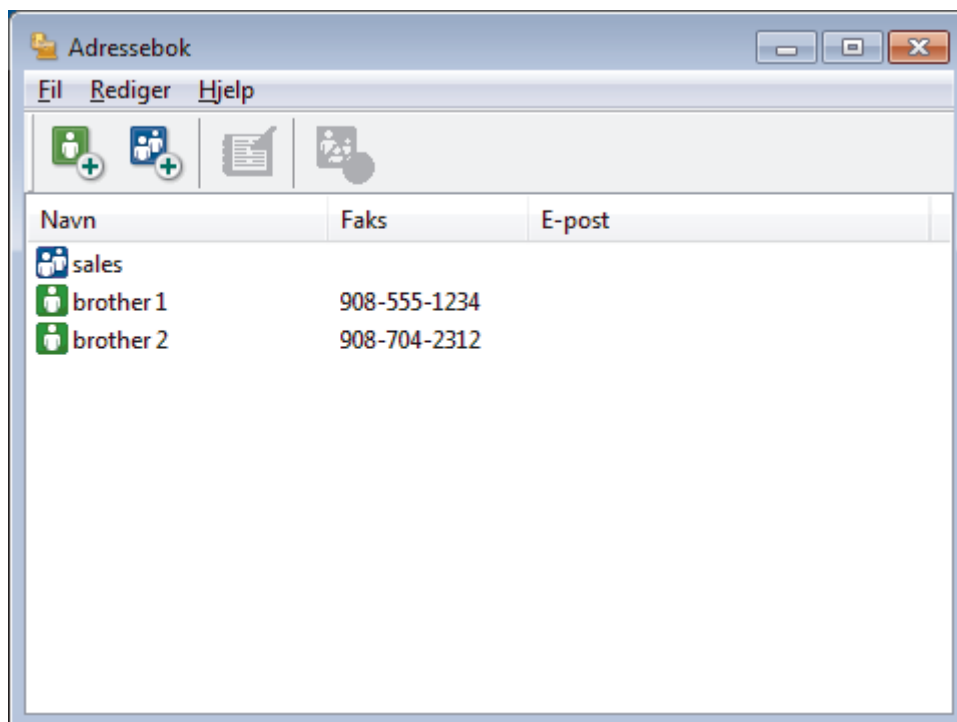 Adressebok
Fil Rediger Hjelp
Navn Faks E-post
sales
brother 1 908-555-1234
brother 2 908-704-2312